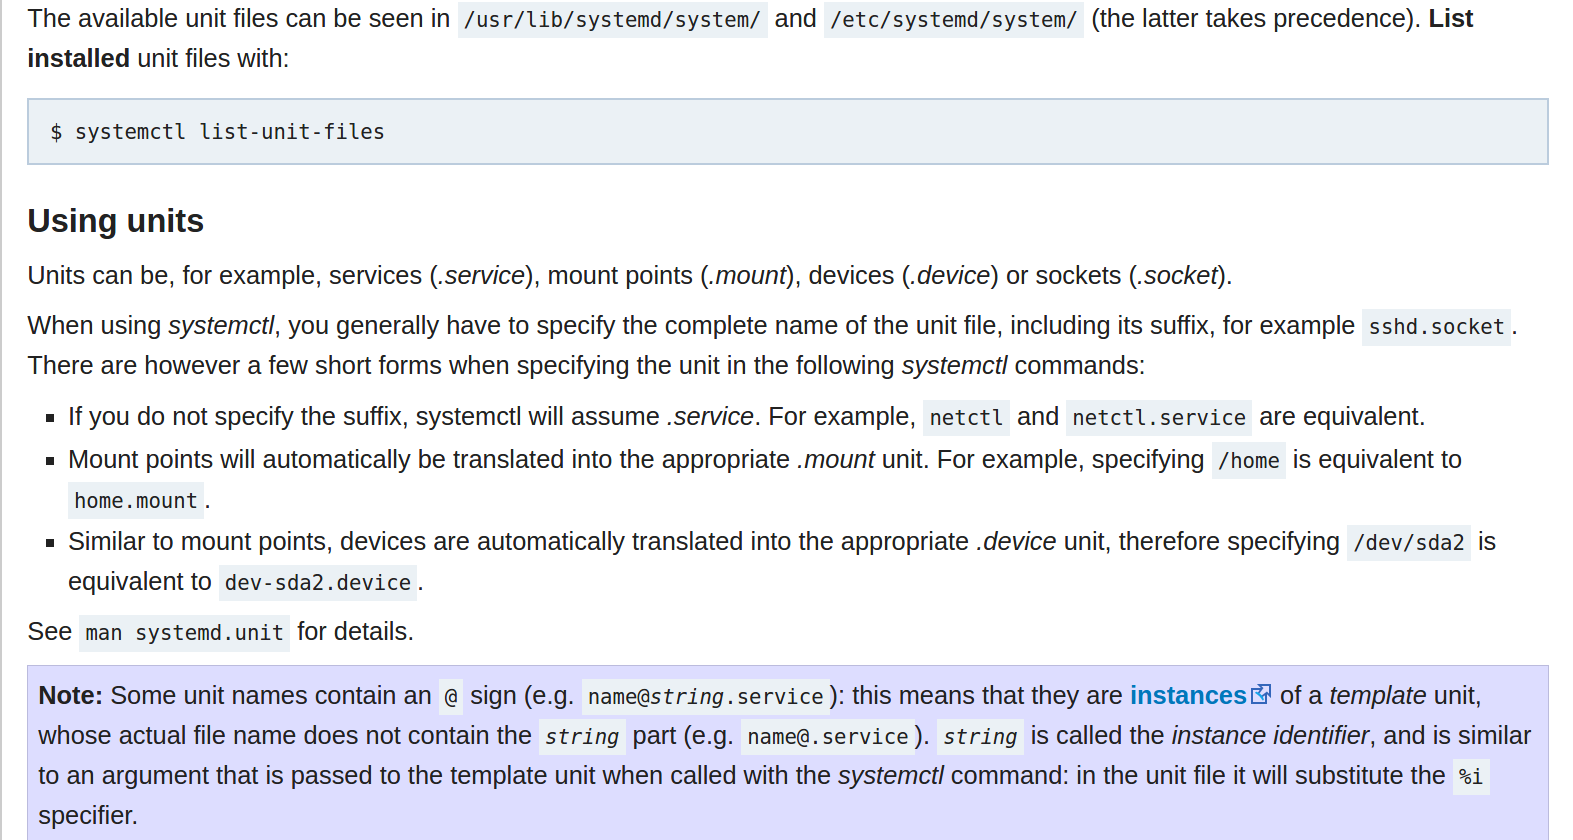 The available unit files can be seen in /usr/lib/systemd/system/ and /etc/systemd/system/ (the latter takes precedence). List
installed unit files with:
$ systemctl list-unit-files
Using units
Units can be, for example, services (.service), mount points (.mount), devices (.device) or sockets (.socket).
When using systemctl, you generally have to specify the complete name of the unit file, including its suffix, for example sshd.socket.
There are however a few short forms when specifying the unit in the following systemctl commands:
▪ If you do not specify the suffix, systemctl will assume .service. For example, netctl and netctl.service are equivalent.
▪ Mount points will automatically be translated into the appropriate .mount unit. For example, specifying /home is equivalent to
home.mount.
▪ Similar to mount points, devices are automatically translated into the appropriate .device unit, therefore specifying /dev/sda2 is
equivalent to dev-sda2.device.
See man systemd.unit for details.
Note: Some unit names contain an @ sign (e.g. name@string.service): this means that they are instances of a template unit,
whose actual file name does not contain the string part (e.g. name@.service). string is called the instance identifier, and is similar
to an argument that is passed to the template unit when called with the systemctl command: in the unit file it will substitute the %i
specifier.